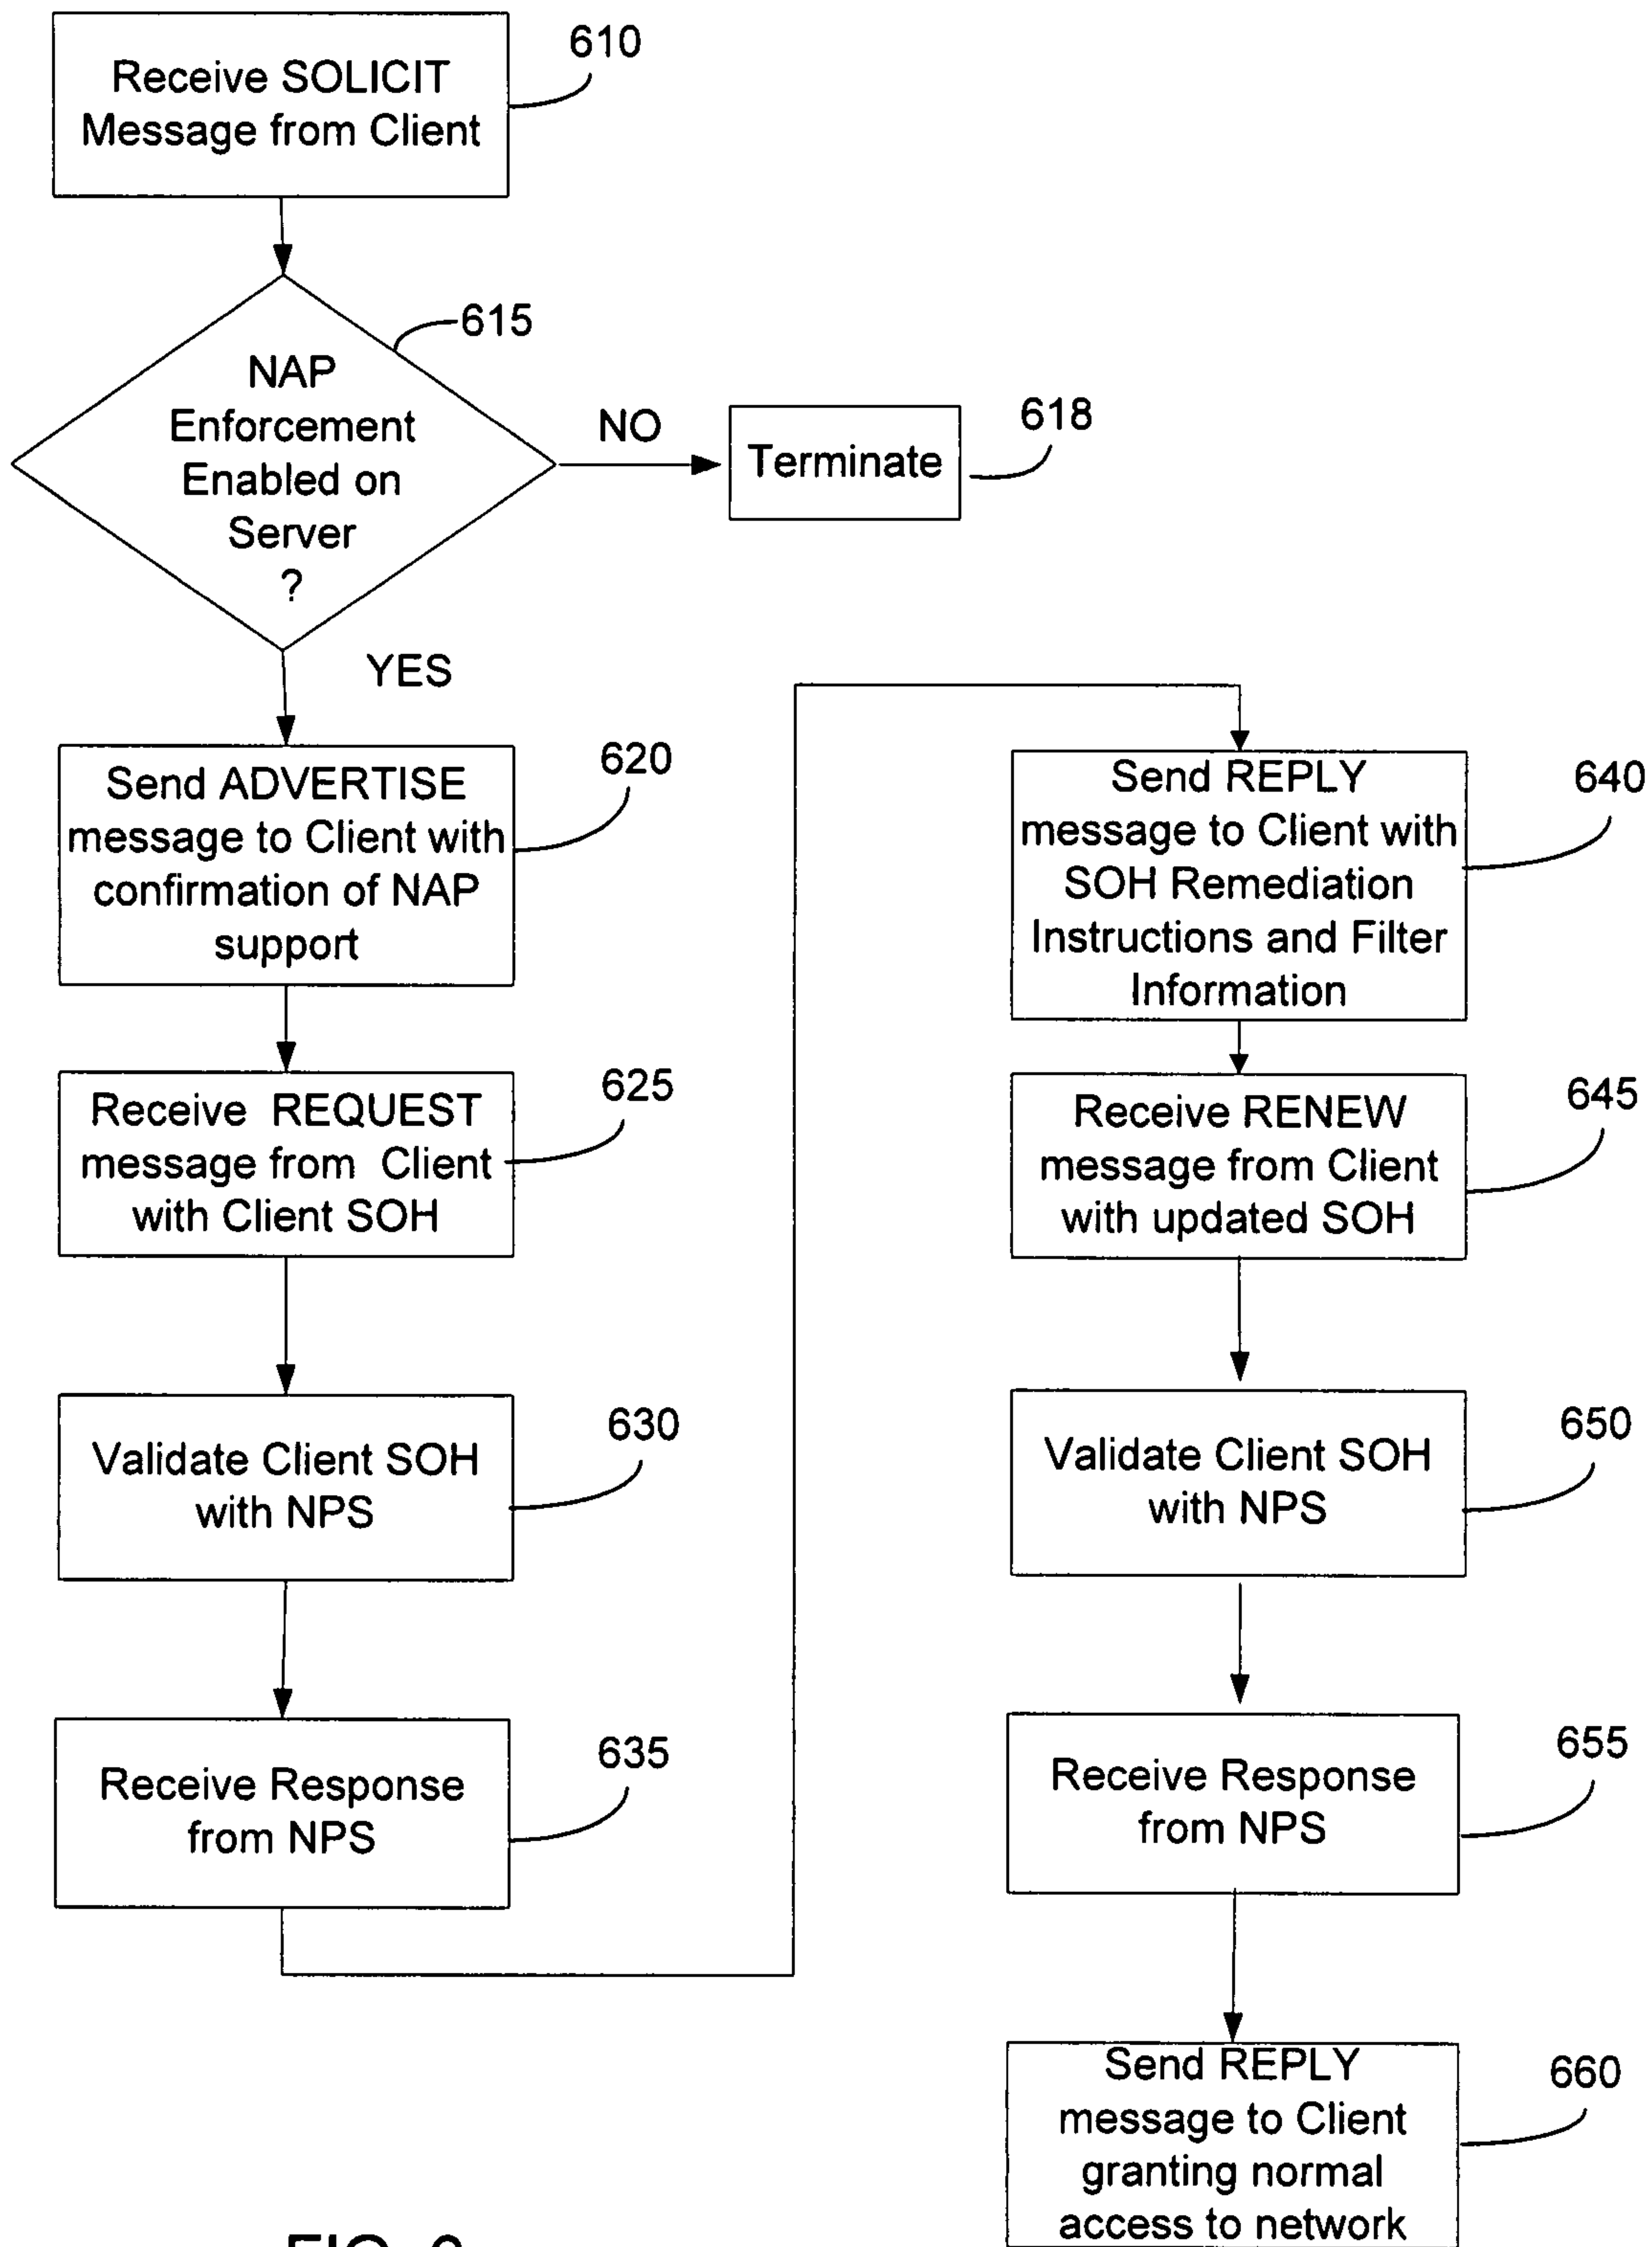 610
Receive SOLICIT
Message from Client
615
NAP
Enforcement
Enabled on
Server
?
NO
Terminate
618
YES
620
Send ADVERTISE
message to Client with
confirmation of NAP
support
625
Receive REQUEST
message from Client
with Client SOH
630
Validate Client SOH
with NPS
635
Receive Response
from NPS
640
Send REPLY
message to Client with
SOH Remediation
Instructions and Filter
Information
645
Receive RENEW
message from Client
with updated SOH
650
Validate Client SOH
with NPS
655
Receive Response
from NPS
660
Send REPLY
message to Client
granting normal
access to network
FIG.